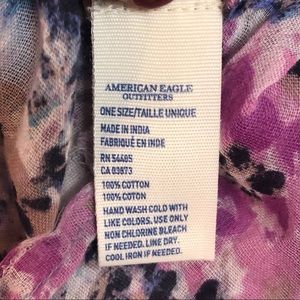 AMERICAN EAGLE
OUTFITTERS
ONE SIZE/TAILLE UNIQUE
MADE IN INDIA
FABRIQUÉ EN INDE
RN 54485
CA 03873
100% COTTON
100% COTTON
HAND WASH COLD WITH
LIKE COLORS. USE ONLY
NON CHLORINE BLEACH
IF NEEDED. LINE DRY.
COOL IRON IF NEEDED.